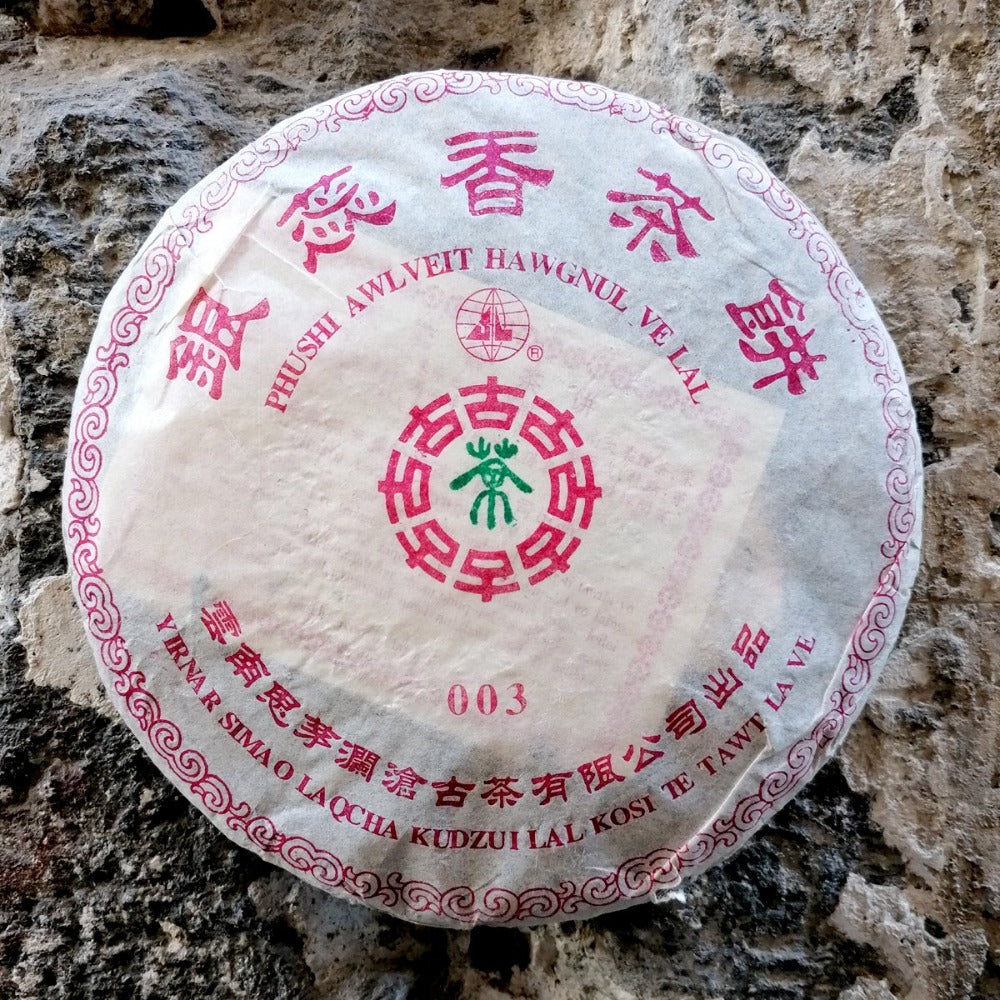 銀 香茶餅
PHUSHI AWLVEIT HAWGNUL VE LAL
®
古古古古古古古古
茶
003
雲南思茅瀾滄古茶有限公司出品
YIRNAR SIMAO LAQCHA KUDZUI LAL KOSI TE TAWT LA VE